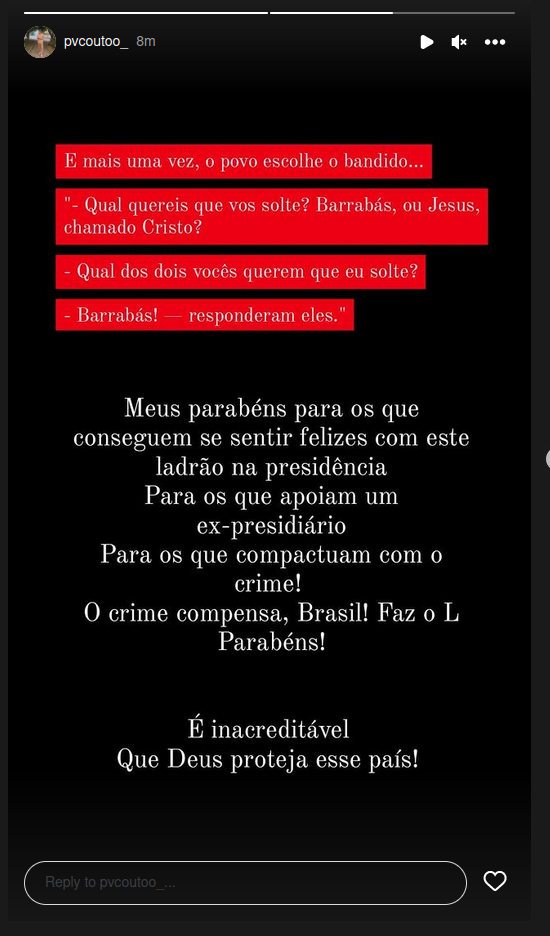 pvcoutoo_ 8m
E mais uma vez, o povo escolhe o bandido...
"- Qual quereis que vos solte? Barrabás, ou Jesus,
chamado Cristo?
- Qual dos dois vocês querem que eu solte?
- Barrabás! — responderam eles."
Meus parabéns para os que
conseguem se sentir felizes com este
ladrão na presidência
Para os que apoiam um
ex-presidiário
Para os que compactuam com o
crime!
O crime compensa, Brasil! Faz o L
Parabéns!
É inacreditável
Que Deus proteja esse país!
Reply to pvcoutoo_...